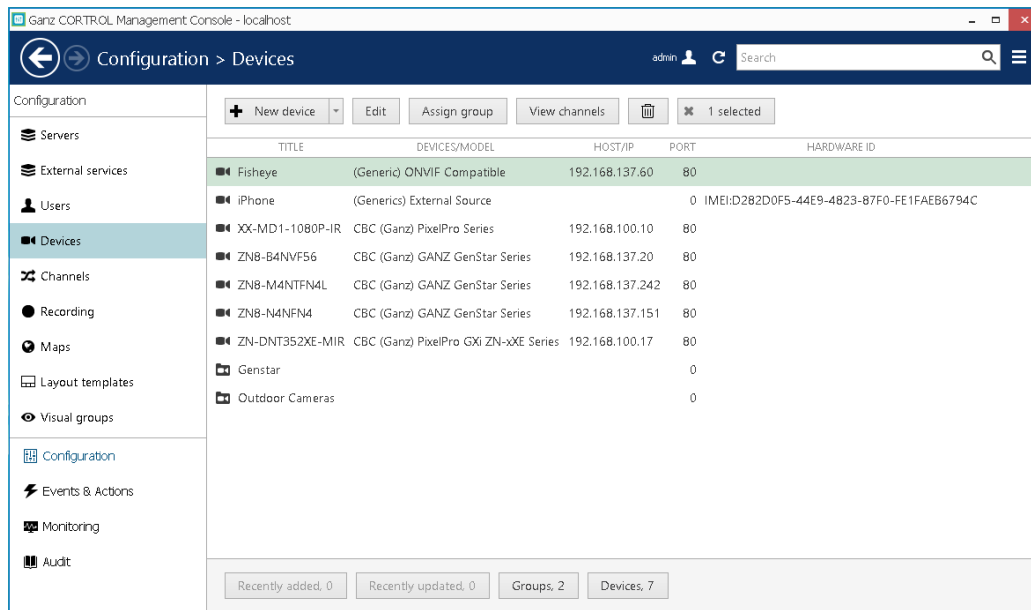 Ganz CORTROL Management Console - localhost
Configuration > Devices
admin
Search
Configuration
Servers
External services
Users
Devices
Channels
Recording
Maps
Layout templates
Visual groups
Configuration
Events & Actions
Monitoring
Audit
New device Edit Assign group View channels 1 selected
TITLE DEVICES/MODEL HOST/IP PORT HARDWARE ID
Fisheye (Generic) ONVIF Compatible 192.168.137.60 80
iPhone (Generics) External Source 0 IMEI:D282D0F5-44E9-4823-87F0-FE1FAEB6794C
XX-MD1-1080P-IR CBC (Ganz) PixelPro Series 192.168.100.10 80
ZN8-B4NVF56 CBC (Ganz) GANZ GenStar Series 192.168.137.20 80
ZN8-M4NTFN4L CBC (Ganz) GANZ GenStar Series 192.168.137.242 80
ZN8-N4NFN4 CBC (Ganz) GANZ GenStar Series 192.168.137.151 80
ZN-DNT352XE-MIR CBC (Ganz) PixelPro GXi ZN-xXE Series 192.168.100.17 80
Genstar 0
Outdoor Cameras 0
Recently added, 0 Recently updated, 0 Groups, 2 Devices, 7